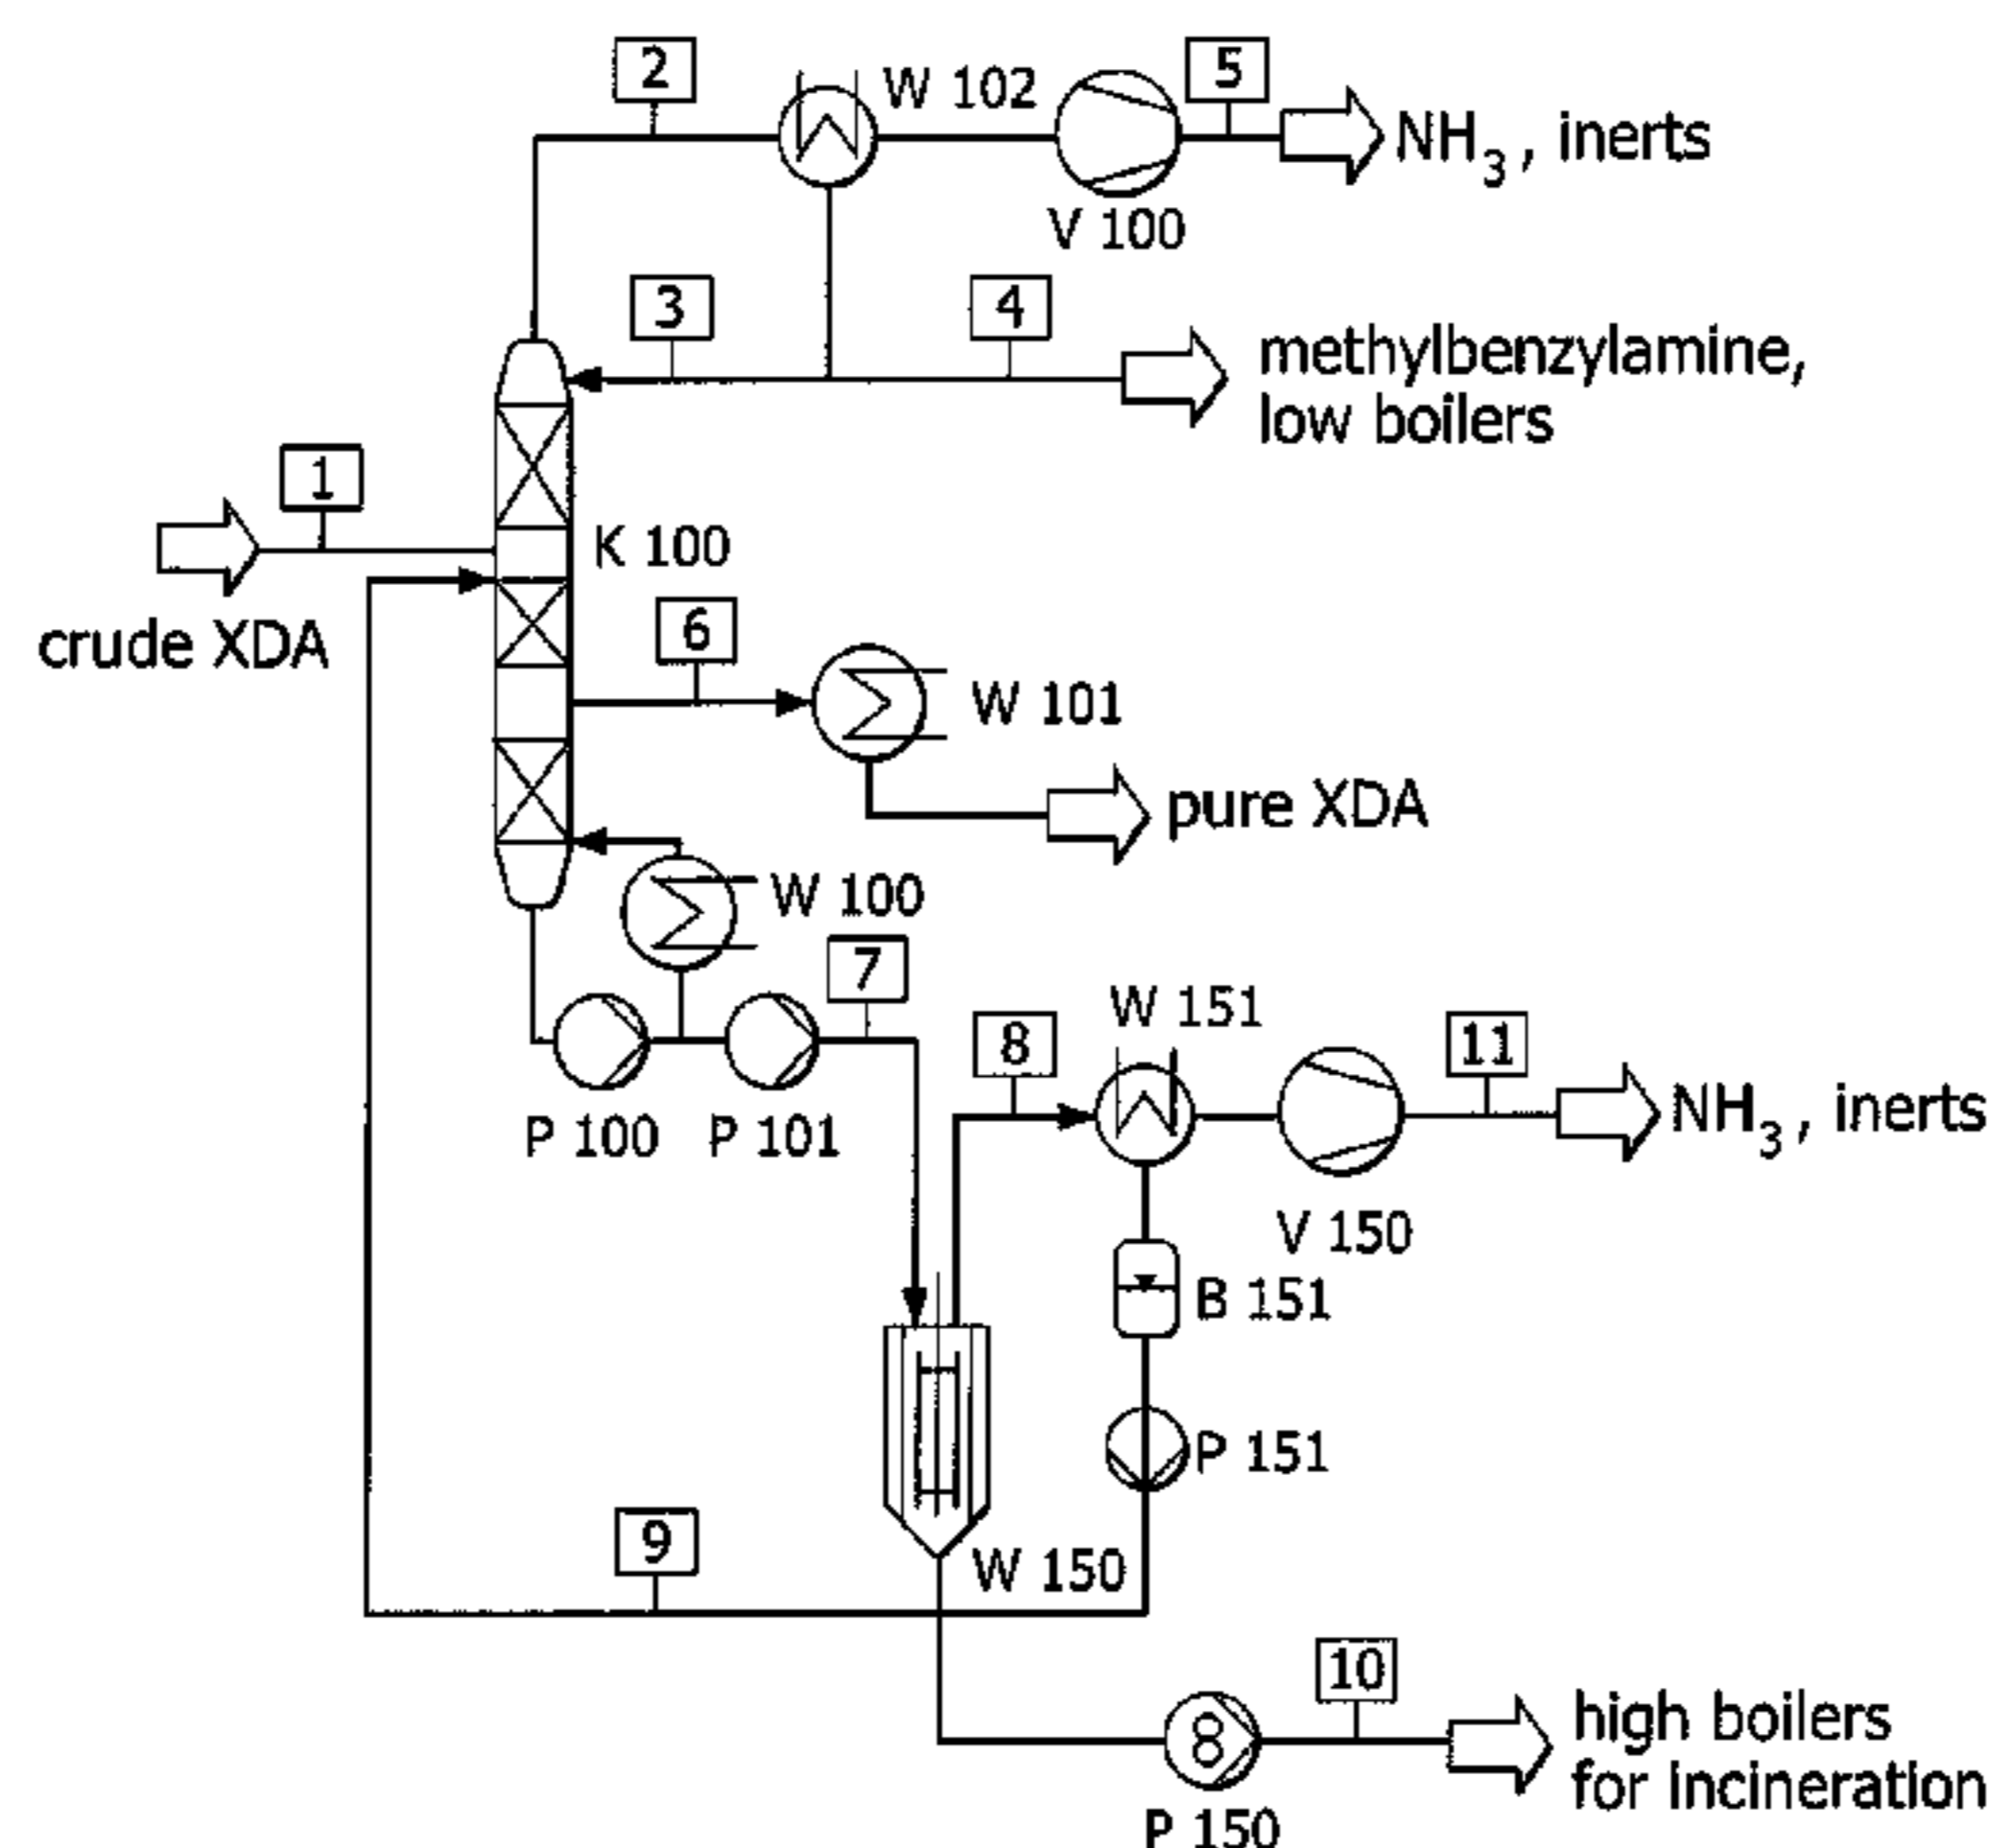 2
W 102
5
NH3, inerts
V 100
3
4
methylbenzylamine,
low boilers
1
K 100
crude XDA
6
W 101
pure XDA
W 100
7
P 100
P 101
8
W 151
11
NH3, inerts
V 150
B 151
P 151
9
W 150
10
high boilers
for incineration
P 150